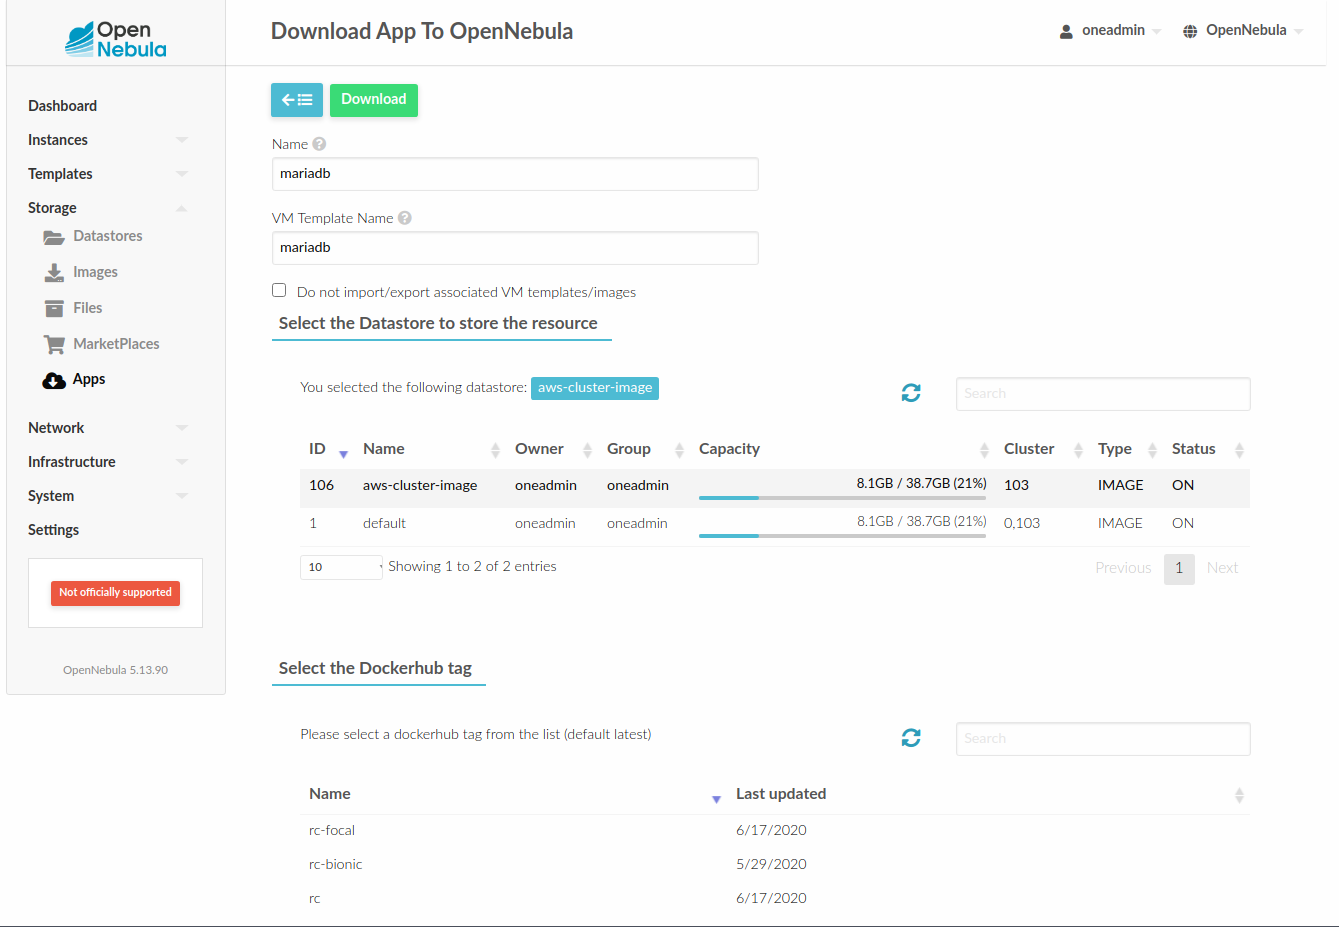 Open
Nebula
Download App To OpenNebula
oneadmin
OpenNebula
Dashboard
Instances
Templates
Storage
Datastores
Images
Files
MarketPlaces
Apps
Network
Infrastructure
System
Settings
Not officially supported
OpenNebula 5.13.90
Download
Name ?
mariadb
VM Template Name ?
mariadb
Do not import/export associated VM templates/images
Select the Datastore to store the resource
You selected the following datastore: aws-cluster-image
Search
ID Name Owner Group Capacity Cluster Type Status
106 aws-cluster-image oneadmin oneadmin 8.1GB / 38.7GB (21%) 103 IMAGE ON
1 default oneadmin oneadmin 8.1GB / 38.7GB (21%) 0,103 IMAGE ON
10 Showing 1 to 2 of 2 entries Previous 1 Next
Select the Dockerhub tag
Please select a dockerhub tag from the list (default latest)
Search
Name Last updated
rc-focal 6/17/2020
rc-bionic 5/29/2020
rc 6/17/2020